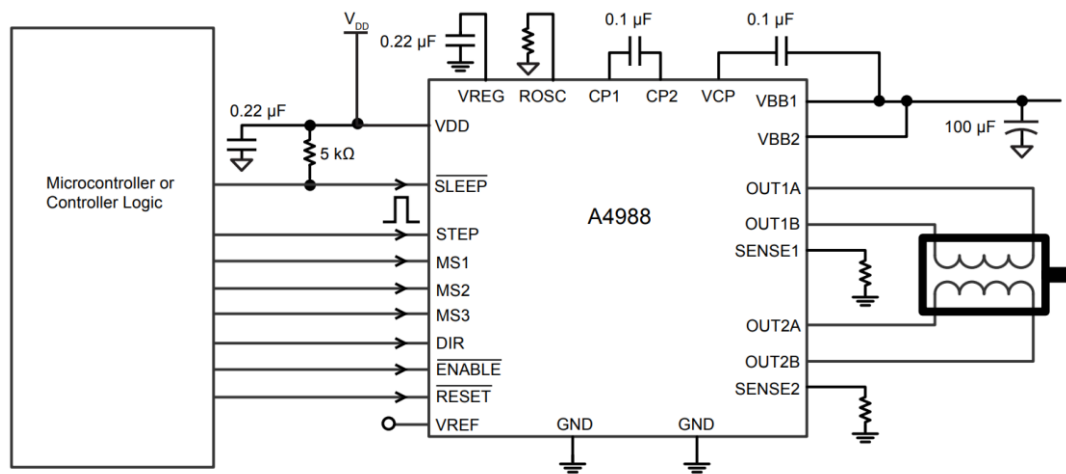 V_DD
0.22 µF
0.1 µF
0.1 µF
0.22 µF
VREG
ROSC
CP1
CP2
VCP
VBB1
VDD
VBB2
100 µF
5 kΩ
Microcontroller or
Controller Logic
SLEEP
OUT1A
A4988
OUT1B
STEP
SENSE1
MS1
MS2
MS3
OUT2A
DIR
OUT2B
ENABLE
SENSE2
RESET
VREF
GND
GND